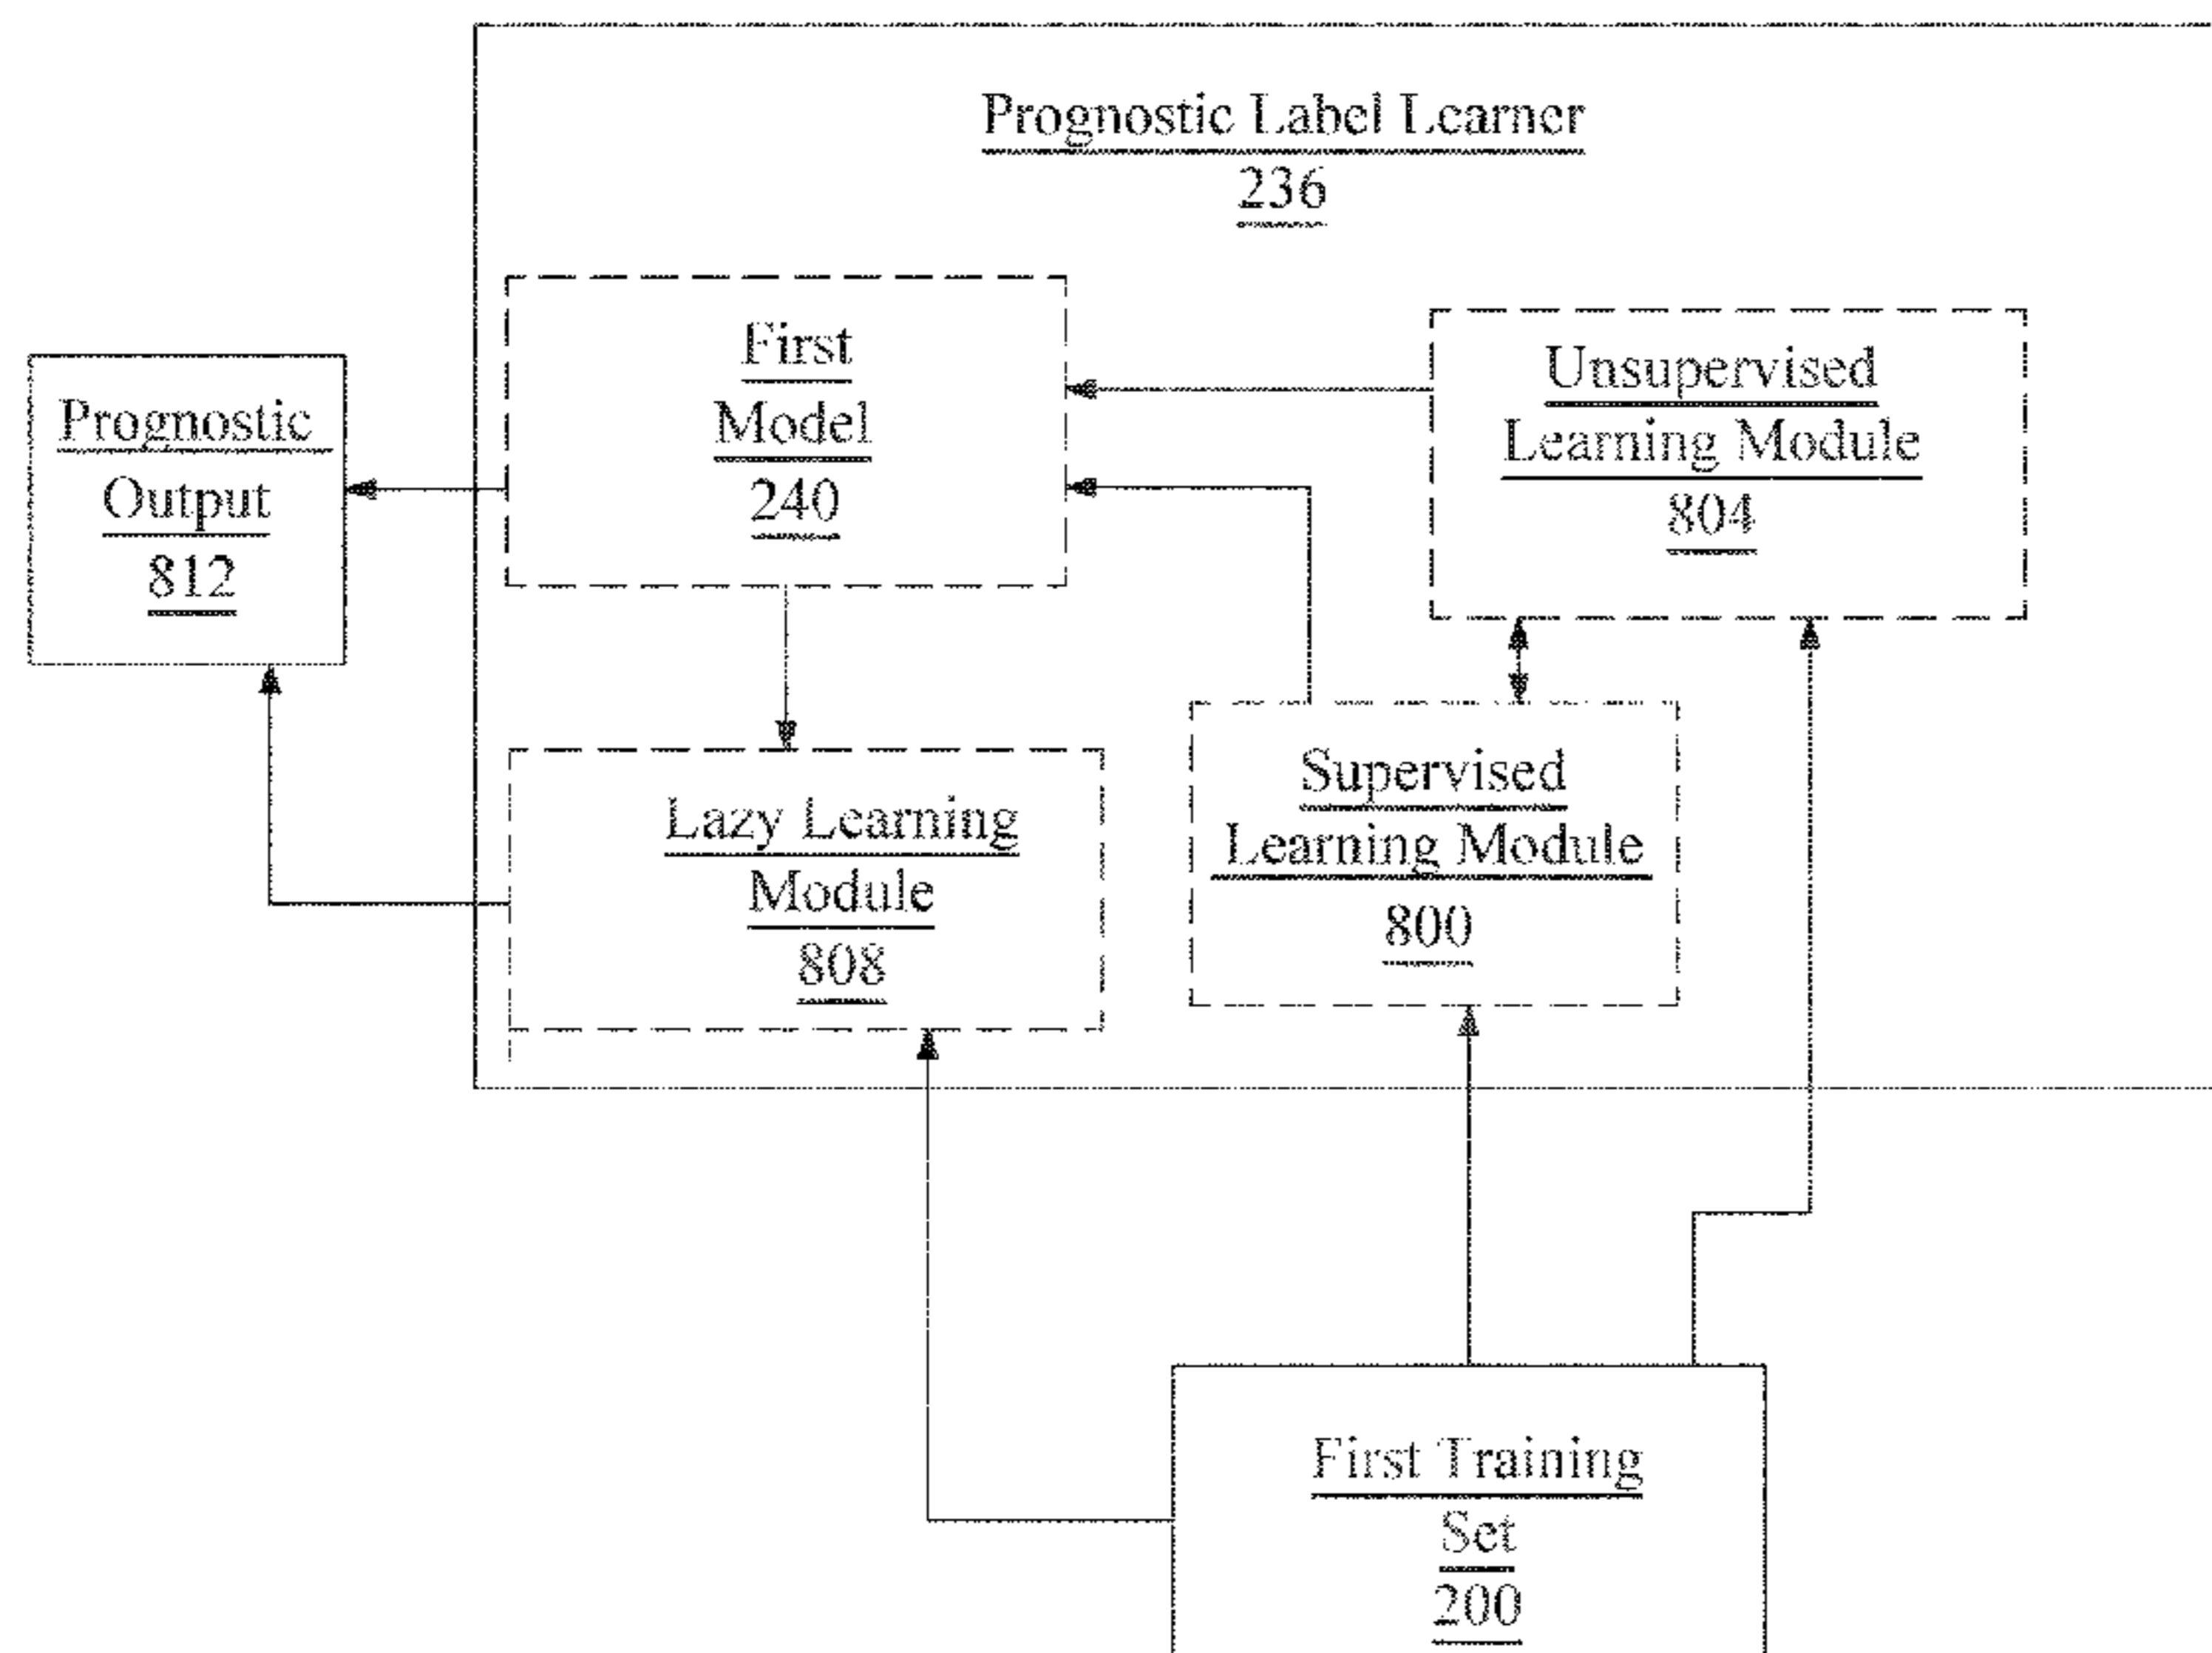 Prognostic Label Learner
236
First
Model
240
Unsupervised
Learning Module
804
Prognostic
Output
812
Lazy Learning
Module
808
Supervised
Learning Module
800
First Training
Set
200